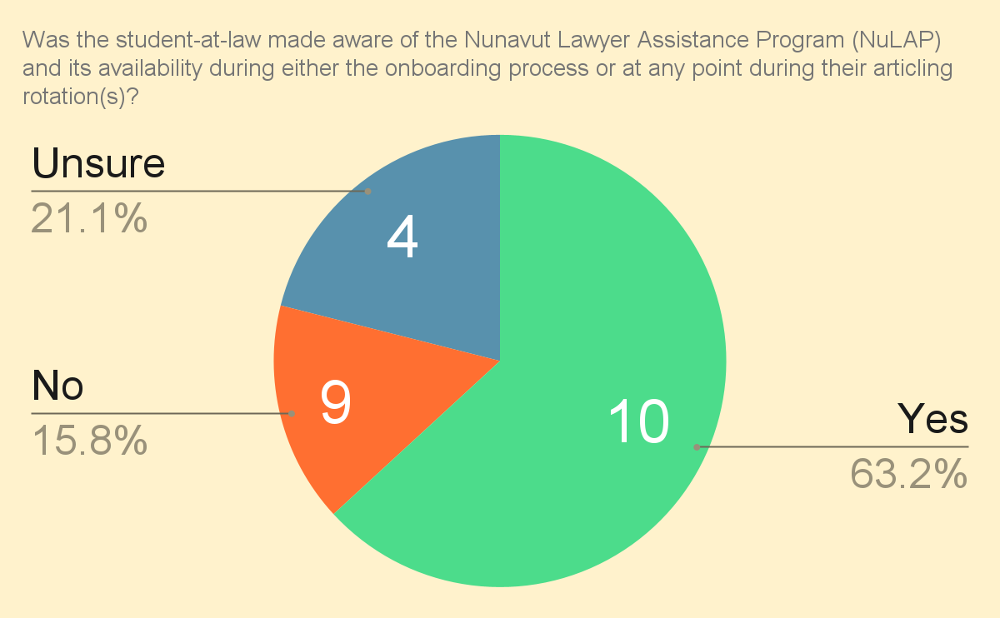 Was the student-at-law made aware of the Nunavut Lawyer Assistance Program (NuLAP)
and its availability during either the onboarding process or at any point during their articling
rotation(s)?
Unsure
21.1%
4
No
15.8%
9
10
Yes
63.2%